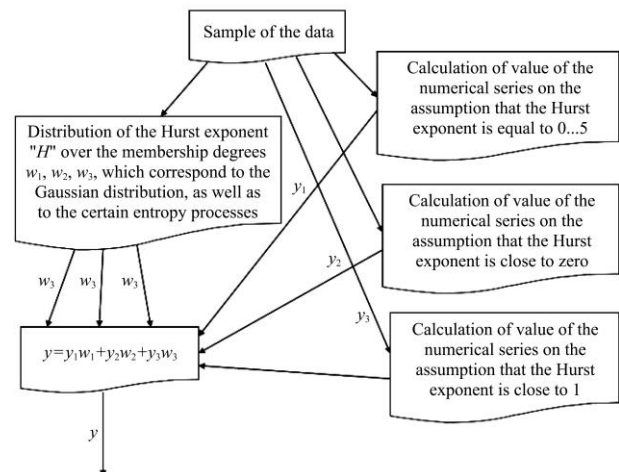 Sample of the data
Calculation of value of the
numerical series on the
assumption that the Hurst
exponent is equal to 0...5
Distribution of the Hurst exponent
"H" over the membership degrees
w₁, w₂, w₃, which correspond to the
Gaussian distribution, as well as
to the certain entropy processes
y₁
Calculation of value of the
numerical series on the
assumption that the Hurst
exponent is close to zero
w₃ w₃ w₃
y₂
y₃
y=y₁w₁+y₂w₂+y₃w₃
Calculation of value of the
numerical series on the
assumption that the Hurst
exponent is close to 1
y